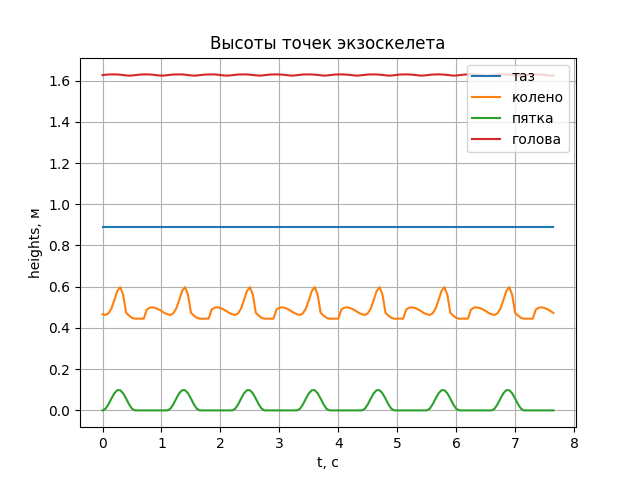 Высоты точек экзоскелета
heights, м
1.6
1.4
1.2
1.0
0.8
0.6
0.4
0.2
0.0
таз
колено
пятка
голова
0 1 2 3 4 5 6 7 8
t, с